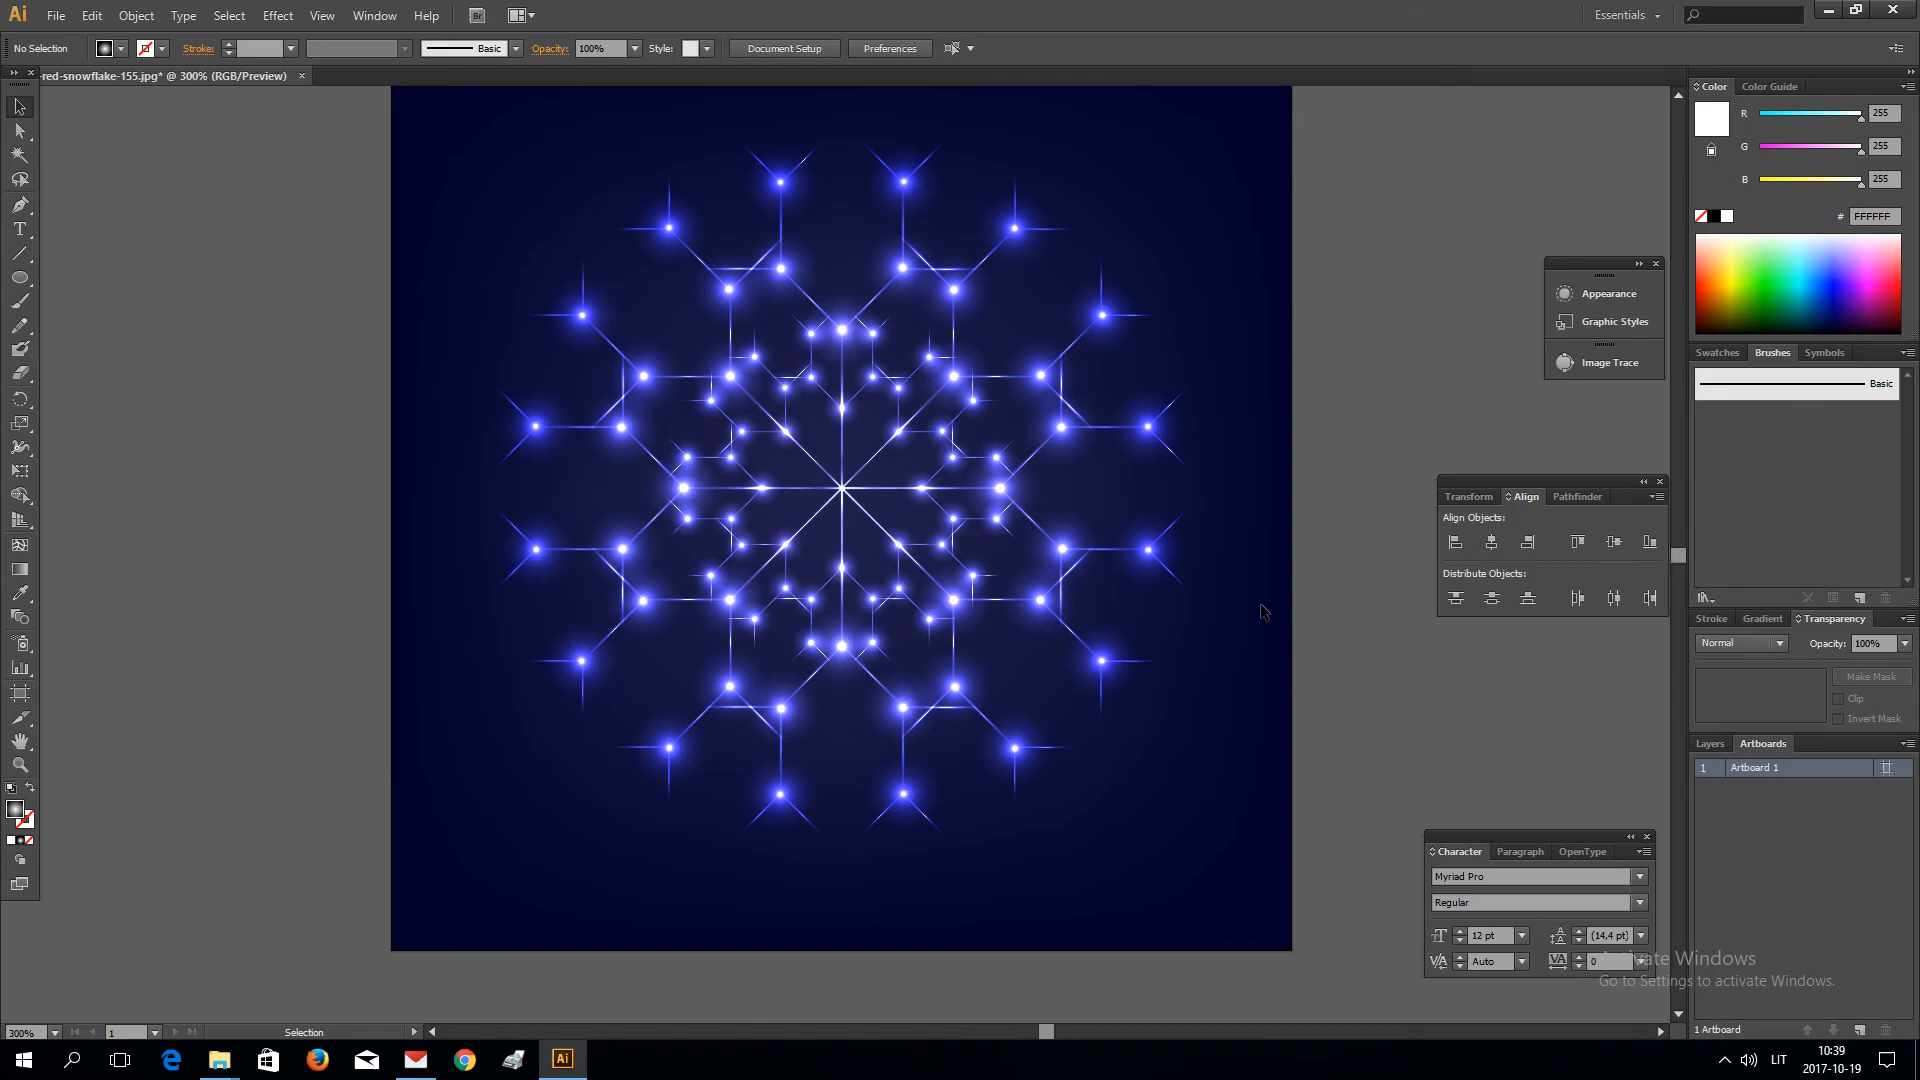 Ai File Edit Object Type Select Effect View Window Help Br Essentials
No Selection Stroke: Basic Opacity: 100% Style: Document Setup Preferences
-red-snowflake-155.jpg* @ 300% (RGB/Preview)
Color Color Guide
R 255
G 255
B 255
# FFFFFF
Swatches Brushes Symbols
Basic
Appearance
Graphic Styles
Image Trace
Transform Align Pathfinder
Align Objects:
Distribute Objects:
Stroke Gradient Transparency
Normal Opacity: 100%
Make Mask
Clip
Invert Mask
Layers Artboards
1 Artboard 1
Character Paragraph OpenType
Myriad Pro
Regular
12 pt (14,4 pt)
Auto 0
Activate Windows
Go to Settings to activate Windows.
1 Artboard
300% 1 Selection
Ai LIT 10:39
2017-10-19